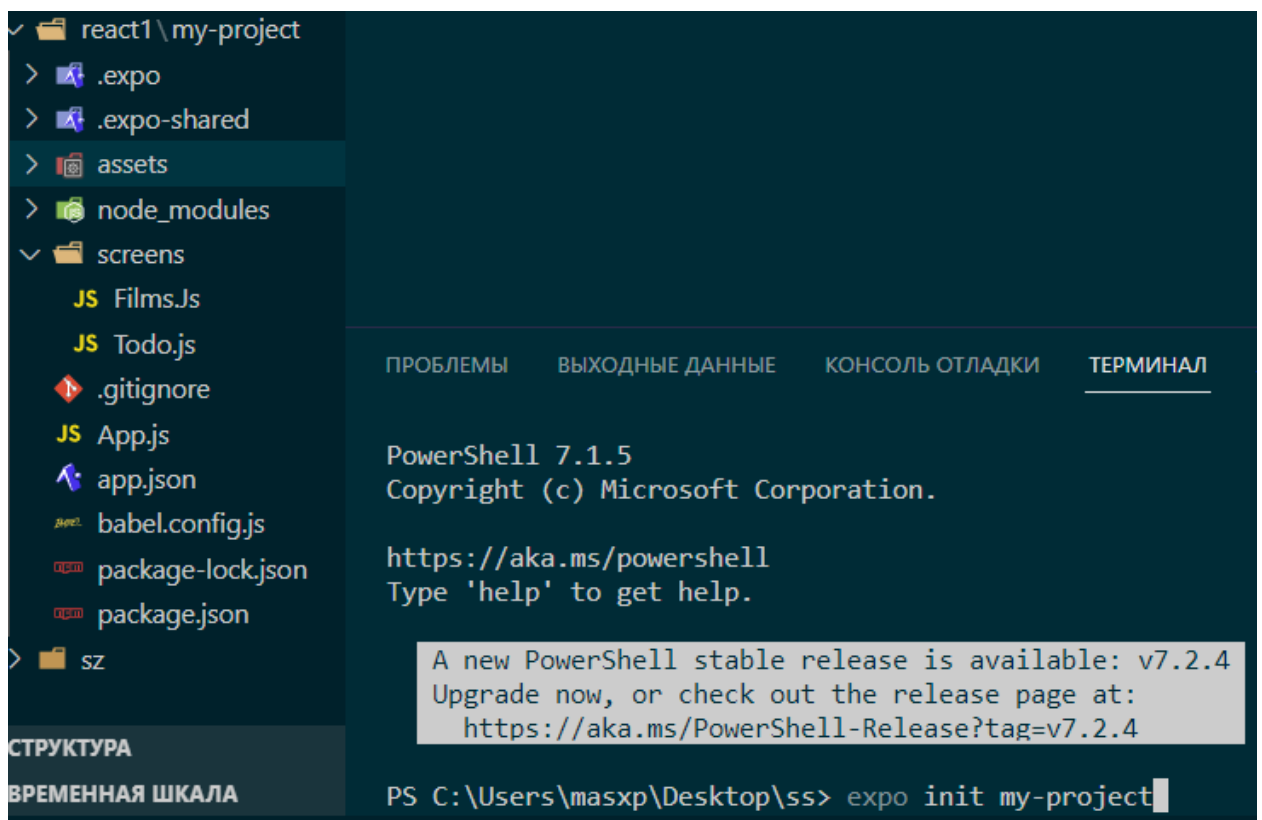 react1\my-project
.expo
.expo-shared
assets
node_modules
screens
JS Films.Js
JS Todo.js
.gitignore
JS App.js
app.json
babel.config.js
package-lock.json
package.json
sz
СТРУКТУРА
ВРЕМЕННАЯ ШКАЛА
ПРОБЛЕМЫ ВЫХОДНЫЕ ДАННЫЕ КОНСОЛЬ ОТЛАДКИ ТЕРМИНАЛ
PowerShell 7.1.5
Copyright (c) Microsoft Corporation.
https://aka.ms/powershell
Type 'help' to get help.
A new PowerShell stable release is available: v7.2.4
Upgrade now, or check out the release page at:
https://aka.ms/PowerShell-Release?tag=v7.2.4
PS C:\Users\masxp\Desktop\ss> expo init my-project